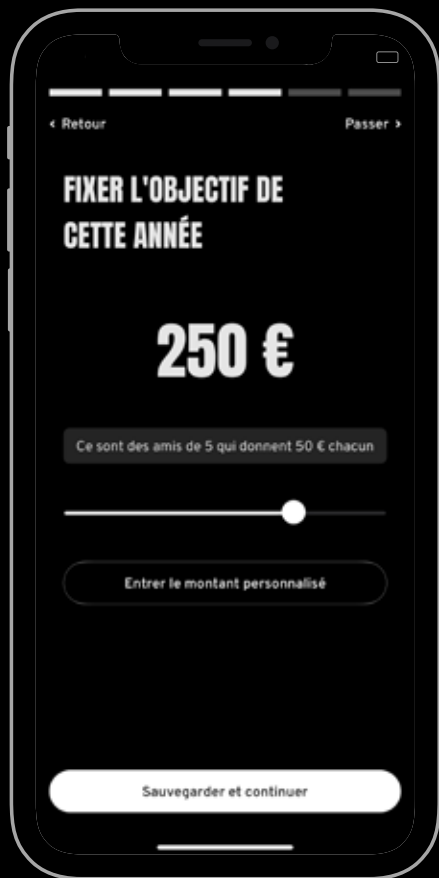 ‹ Retour
Passer ›
FIXER L'OBJECTIF DE
CETTE ANNÉE
250 €
Ce sont des amis de 5 qui donnent 50 € chacun
Entrer le montant personnalisé
Sauvegarder et continuer